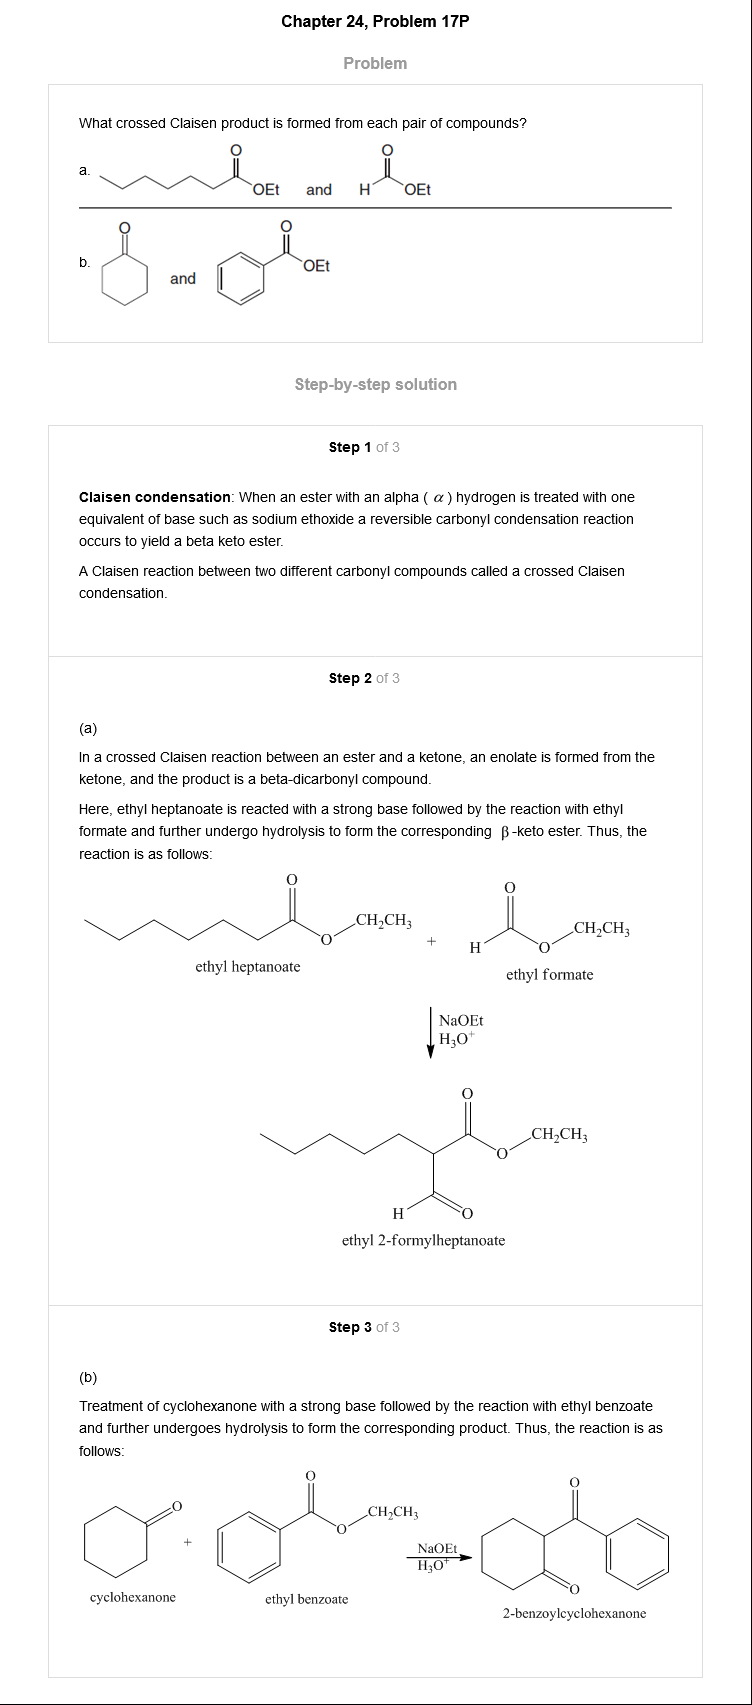 Chapter 24, Problem 17P
Problem
What crossed Claisen product is formed from each pair of compounds?
a.
O
OEt
and
O
H
OEt
b.
O
and
O
OEt
Step-by-step solution
Step 1 of 3
Claisen condensation: When an ester with an alpha ( α ) hydrogen is treated with one
equivalent of base such as sodium ethoxide a reversible carbonyl condensation reaction
occurs to yield a beta keto ester.
A Claisen reaction between two different carbonyl compounds called a crossed Claisen
condensation.
Step 2 of 3
(a)
In a crossed Claisen reaction between an ester and a ketone, an enolate is formed from the
ketone, and the product is a beta-dicarbonyl compound.
Here, ethyl heptanoate is reacted with a strong base followed by the reaction with ethyl
formate and further undergo hydrolysis to form the corresponding β-keto ester. Thus, the
reaction is as follows:
O
O
CH₂CH₃
ethyl heptanoate
+
O
H
O
CH₂CH₃
ethyl formate
NaOEt
H₃O⁺
O
O
CH₂CH₃
H
O
ethyl 2-formylheptanoate
Step 3 of 3
(b)
Treatment of cyclohexanone with a strong base followed by the reaction with ethyl benzoate
and further undergoes hydrolysis to form the corresponding product. Thus, the reaction is as
follows:
O
cyclohexanone
+
O
O
CH₂CH₃
ethyl benzoate
NaOEt
H₃O⁺
O
O
2-benzoylcyclohexanone